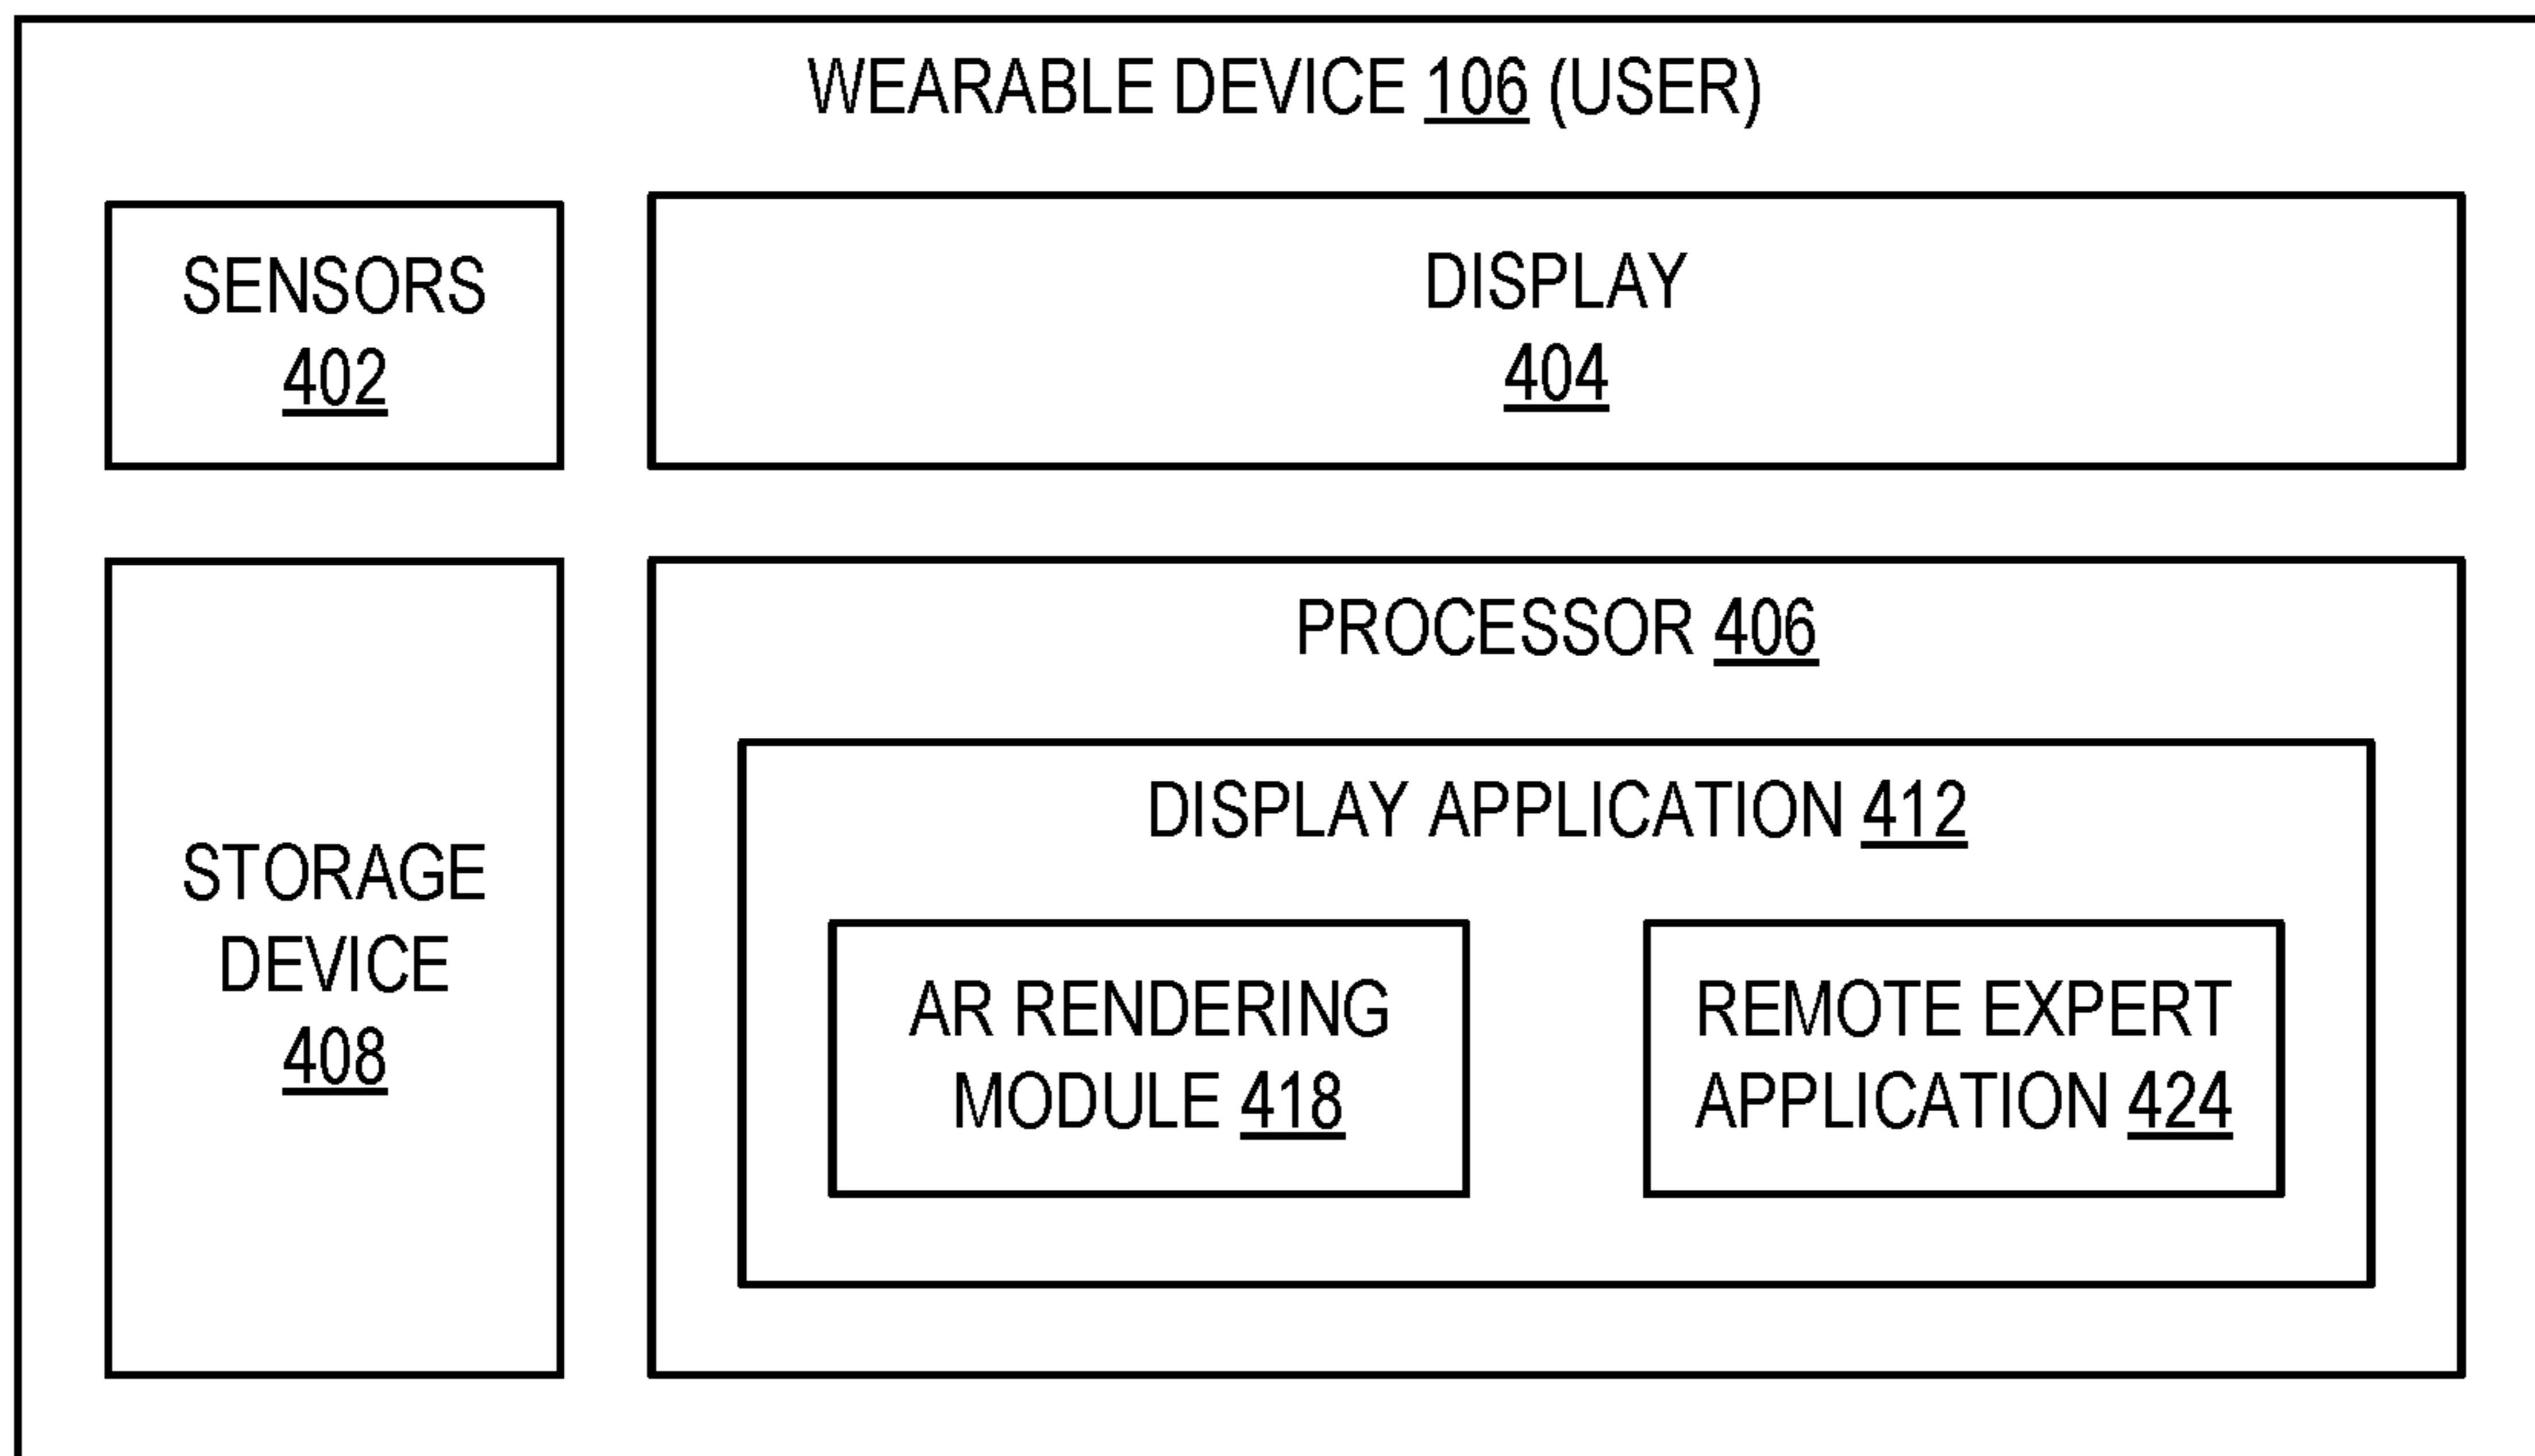 WEARABLE DEVICE 106 (USER)
SENSORS
402
DISPLAY
404
STORAGE
DEVICE
408
PROCESSOR 406
DISPLAY APPLICATION 412
AR RENDERING
MODULE 418
REMOTE EXPERT
APPLICATION 424